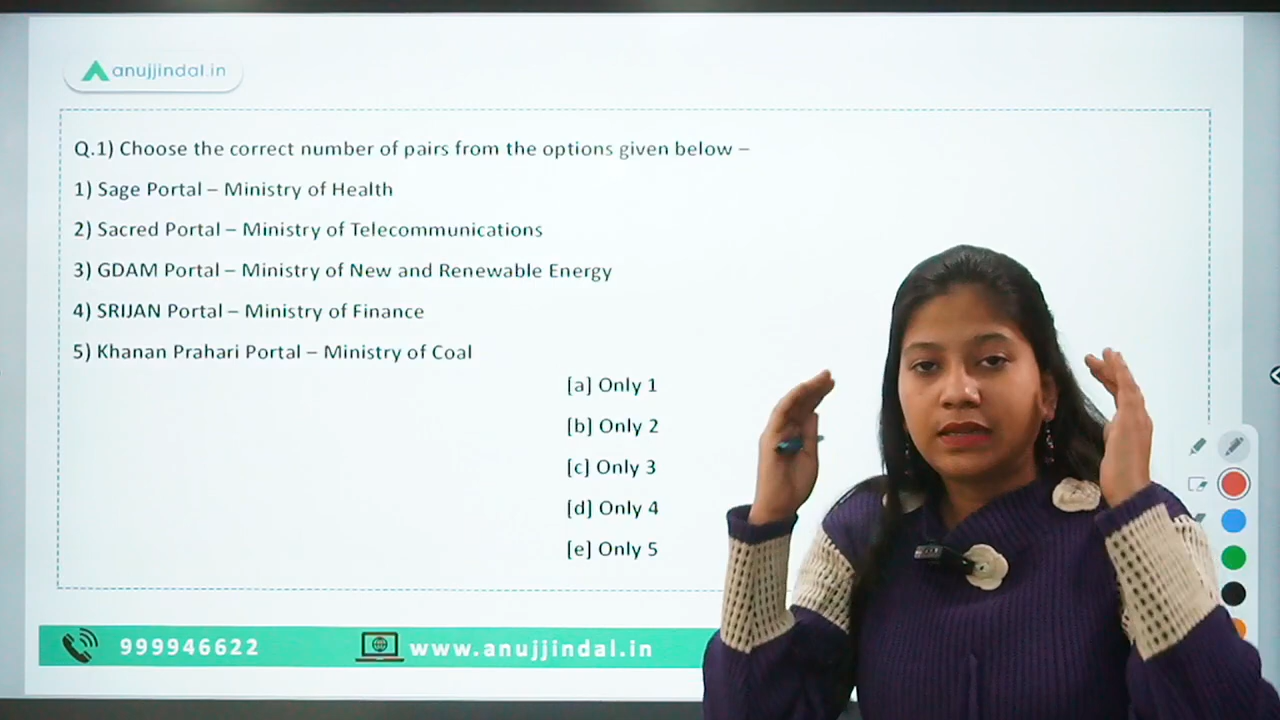 anujjindal.in
Q.1) Choose the correct number of pairs from the options given below –
1) Sage Portal – Ministry of Health
2) Sacred Portal – Ministry of Telecommunications
3) GDAM Portal – Ministry of New and Renewable Energy
4) SRIJAN Portal – Ministry of Finance
5) Khanan Prahari Portal – Ministry of Coal
[a] Only 1
[b] Only 2
[c] Only 3
[d] Only 4
[e] Only 5
999946622
www.anujjindal.in